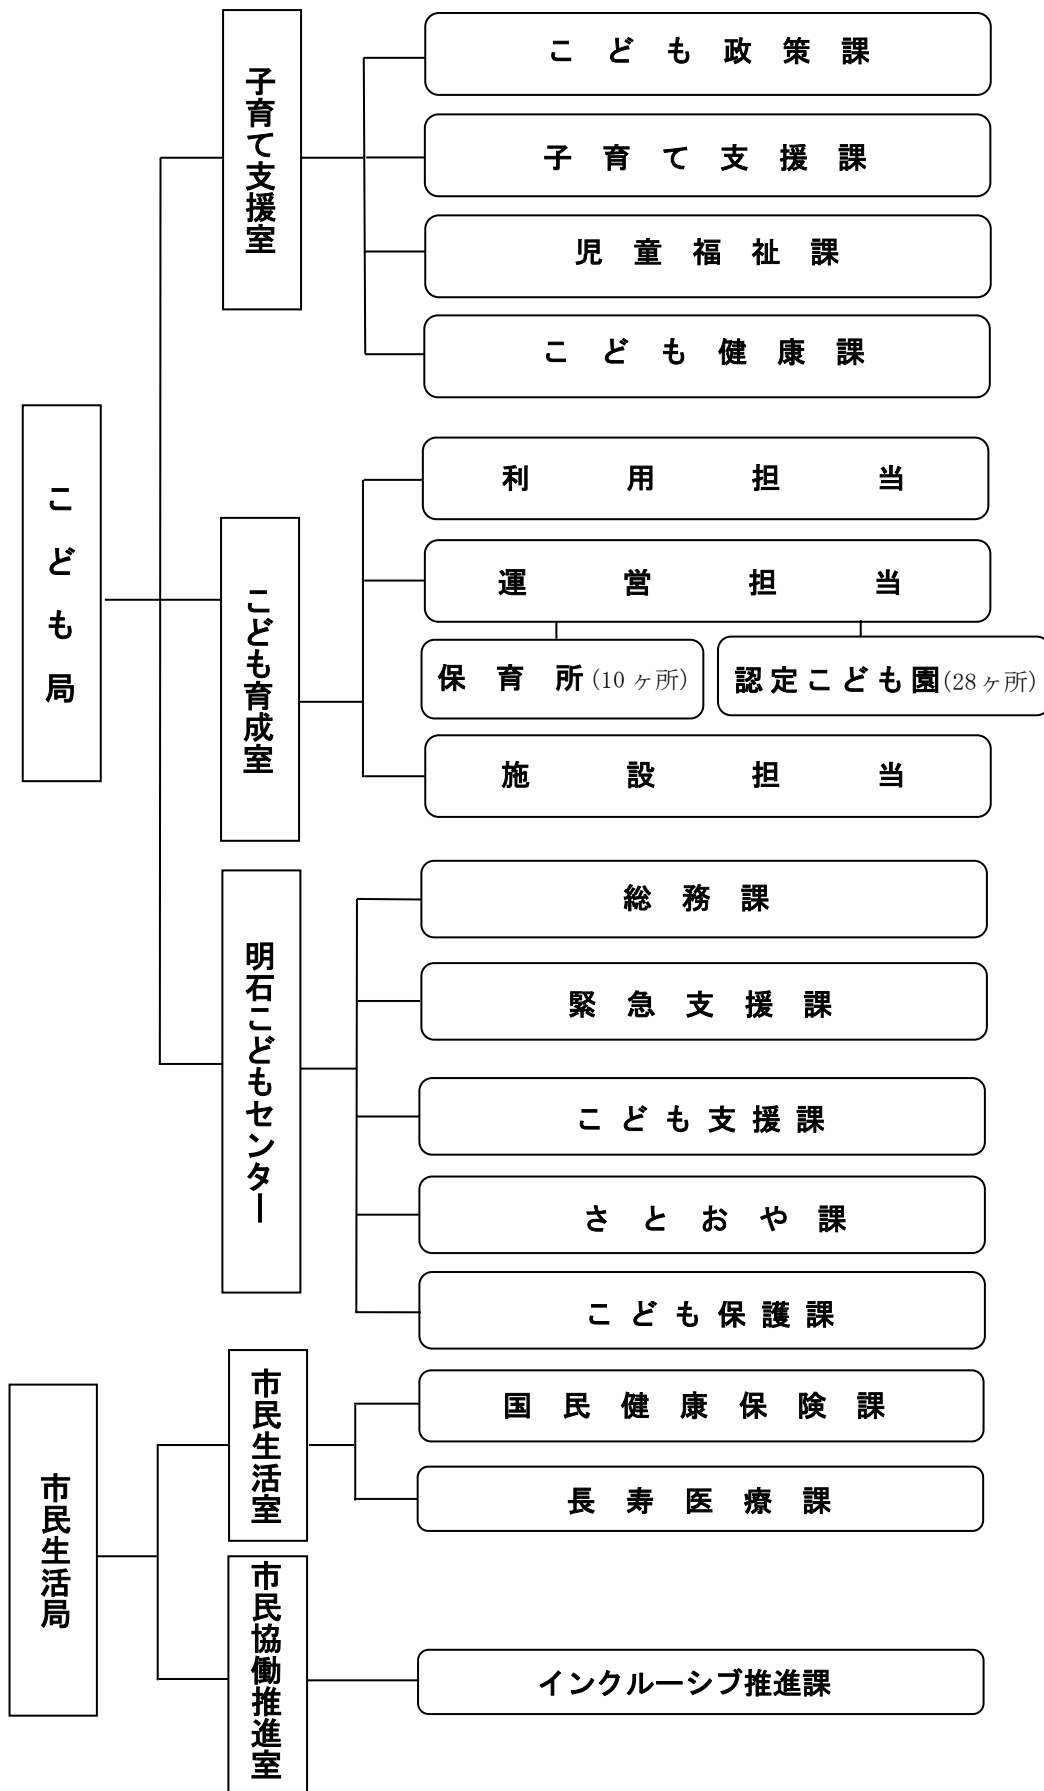 こども局
子育て支援室
こども政策課
子育て支援課
児童福祉課
こども健康課
こども育成室
利用担当
運営担当
保育所(10ヶ所)
認定こども園(28ヶ所)
施設担当
明石こどもセンター
総務課
緊急支援課
こども支援課
さとおや課
こども保護課
市民生活局
市民生活室
国民健康保険課
長寿医療課
市民協働推進室
インクルーシブ推進課